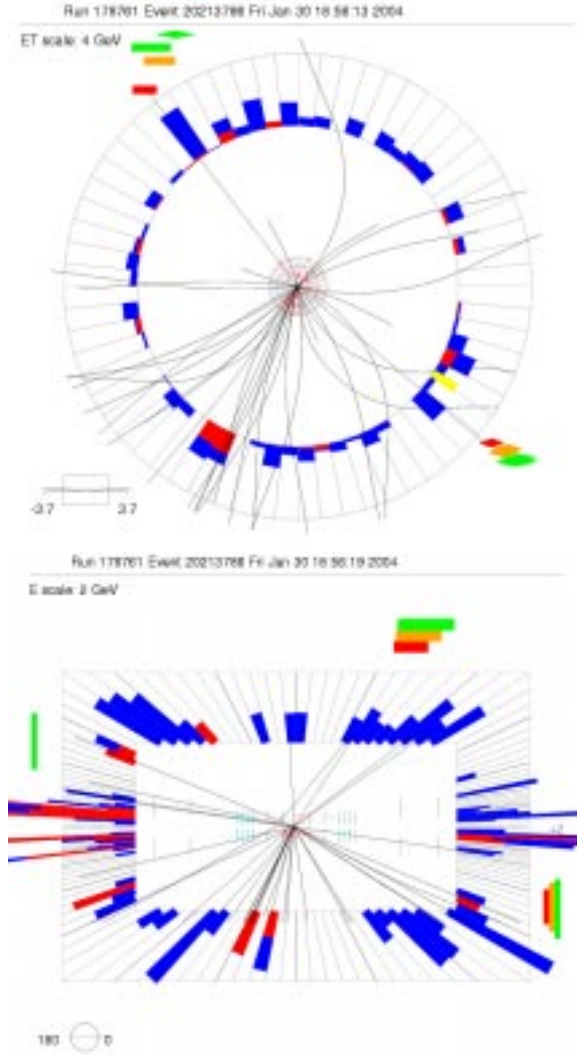 Run 178761 Event 20213788 Fri Jan 30 18:56:13 2004
ET scale: 4 GeV
-3.7 3.7
Run 178761 Event 20213788 Fri Jan 30 18:56:19 2004
E scale: 2 GeV
180 0